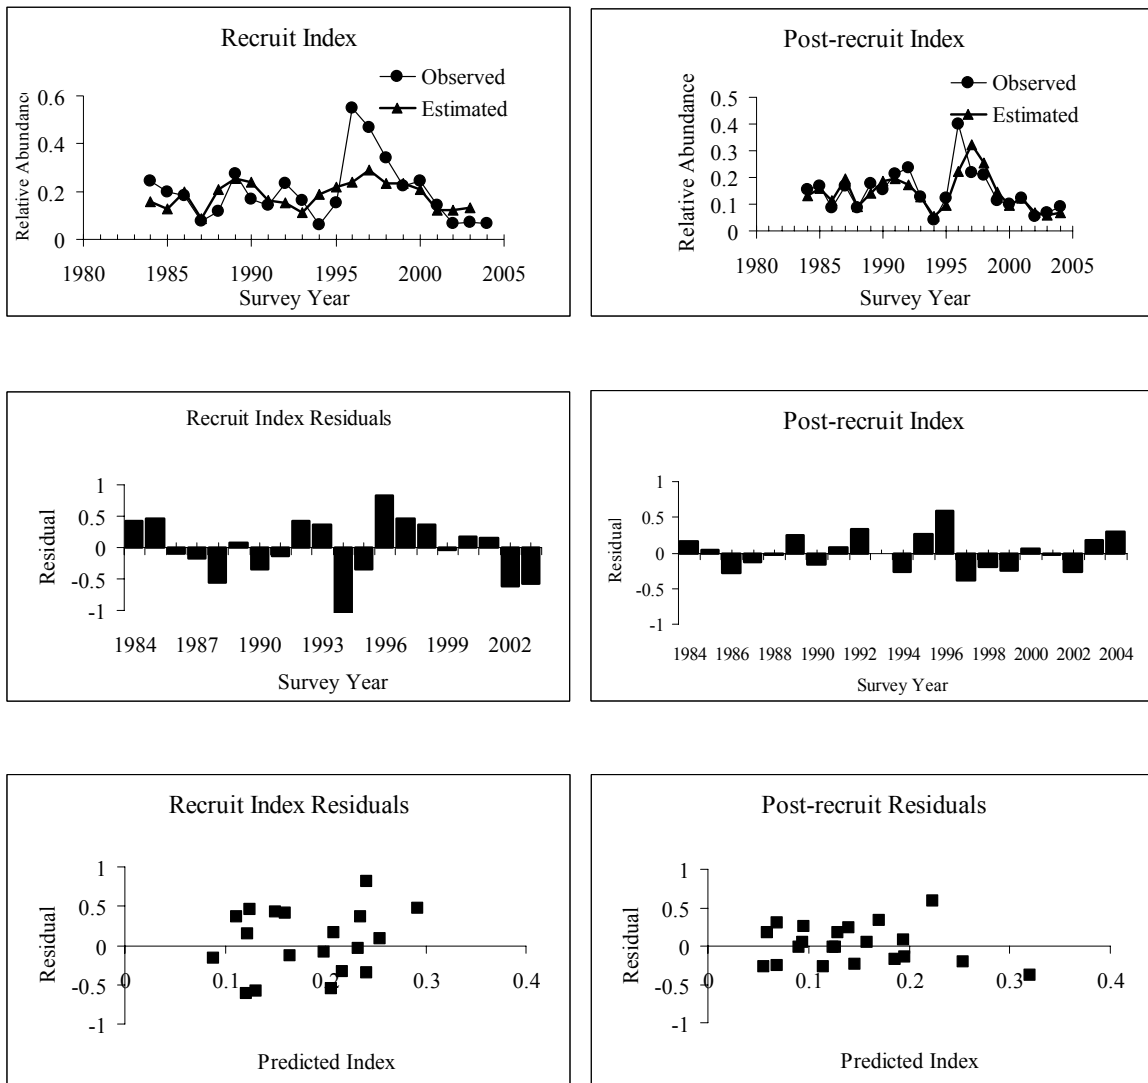 Recruit Index
Observed
Estimated
Relative Abundance
0.6
0.4
0.2
0
1980 1985 1990 1995 2000 2005
Survey Year
Post-recruit Index
Observed
Estimated
Relative Abundance
0.5
0.4
0.3
0.2
0.1
0
1980 1985 1990 1995 2000 2005
Survey Year
Recruit Index Residuals
Residual
1
0.5
0
-0.5
-1
1984 1987 1990 1993 1996 1999 2002
Survey Year
Post-recruit Index
Residual
1
0.5
0
-0.5
-1
1984 1986 1988 1990 1992 1994 1996 1998 2000 2002 2004
Survey Year
Recruit Index Residuals
Residual
1
0.5
0
-0.5
-1
0 0.1 0.2 0.3 0.4
Predicted Index
Post-recruit Residuals
Residual
1
0.5
0
-0.5
-1
0 0.1 0.2 0.3 0.4
Predicted Index